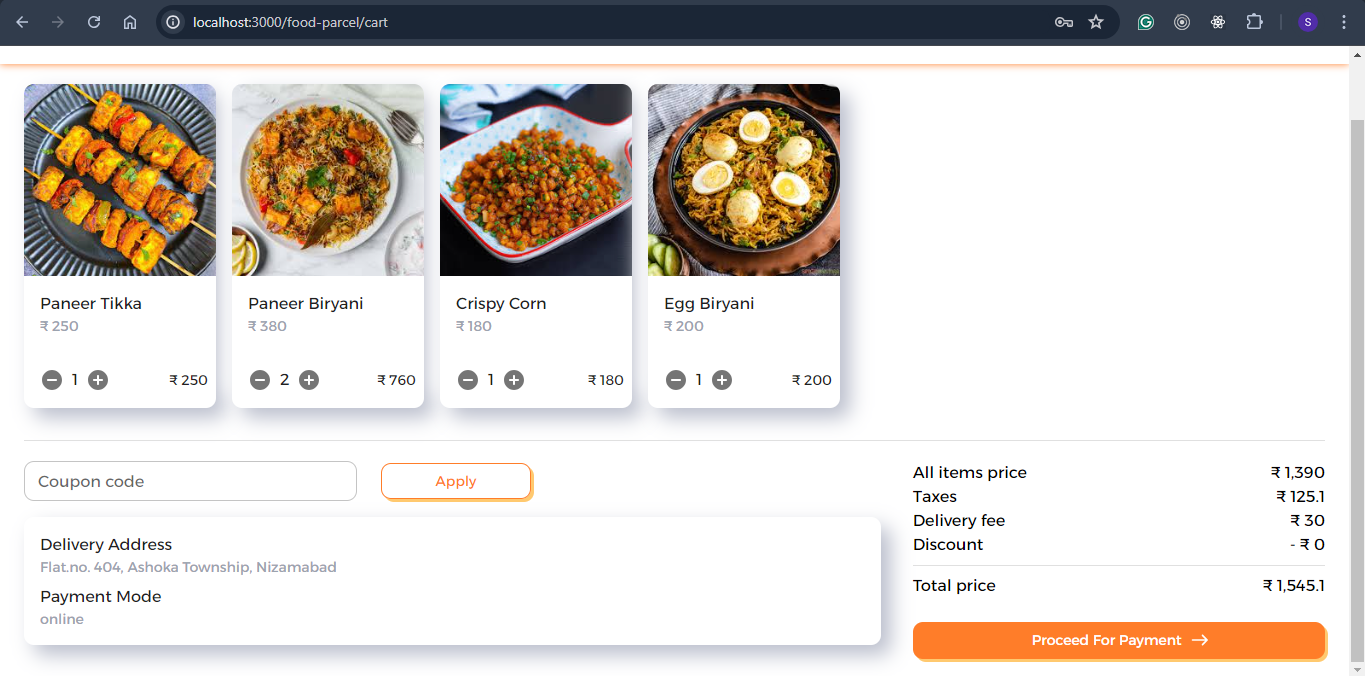 localhost:3000/food-parcel/cart
S
Paneer Tikka
₹ 250
1
₹ 250
Paneer Biryani
₹ 380
2
₹ 760
Crispy Corn
₹ 180
1
₹ 180
Egg Biryani
₹ 200
1
₹ 200
Coupon code
Apply
Delivery Address
Flat.no. 404, Ashoka Township, Nizamabad
Payment Mode
online
All items price ₹ 1,390
Taxes ₹ 125.1
Delivery fee ₹ 30
Discount - ₹ 0
Total price ₹ 1,545.1
Proceed For Payment →